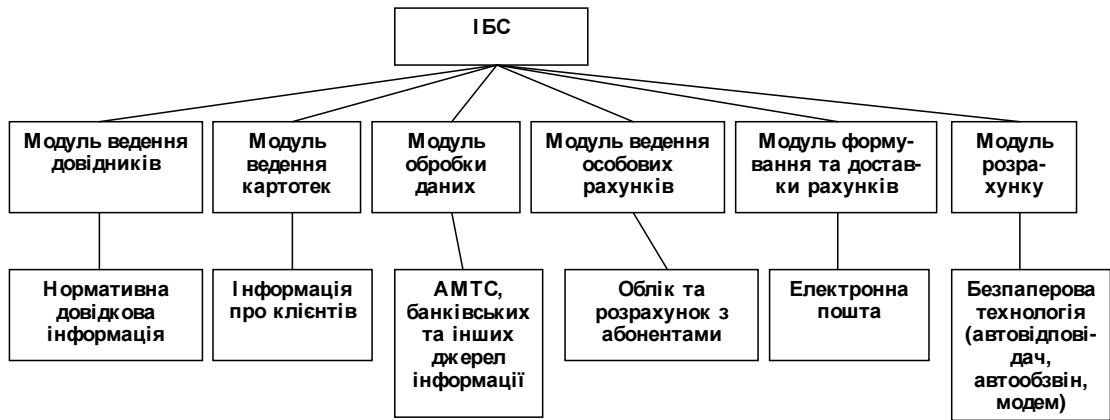 ІБС
Модуль ведення
довідників
Модуль
ведення
картотек
Модуль
обробки
даних
Модуль ведення
особових
рахунків
Модуль форму-
вання та достав-
ки рахунків
Модуль
розра-
хунку
Нормативна
довідкова
інформація
Інформація
про клієнтів
АМТС,
банківських
та інших
джерел
інформації
Облік та
розрахунок з
абонентами
Електронна
пошта
Безпаперова
технологія
(автовідпові-
дач,
автообзвін,
модем)